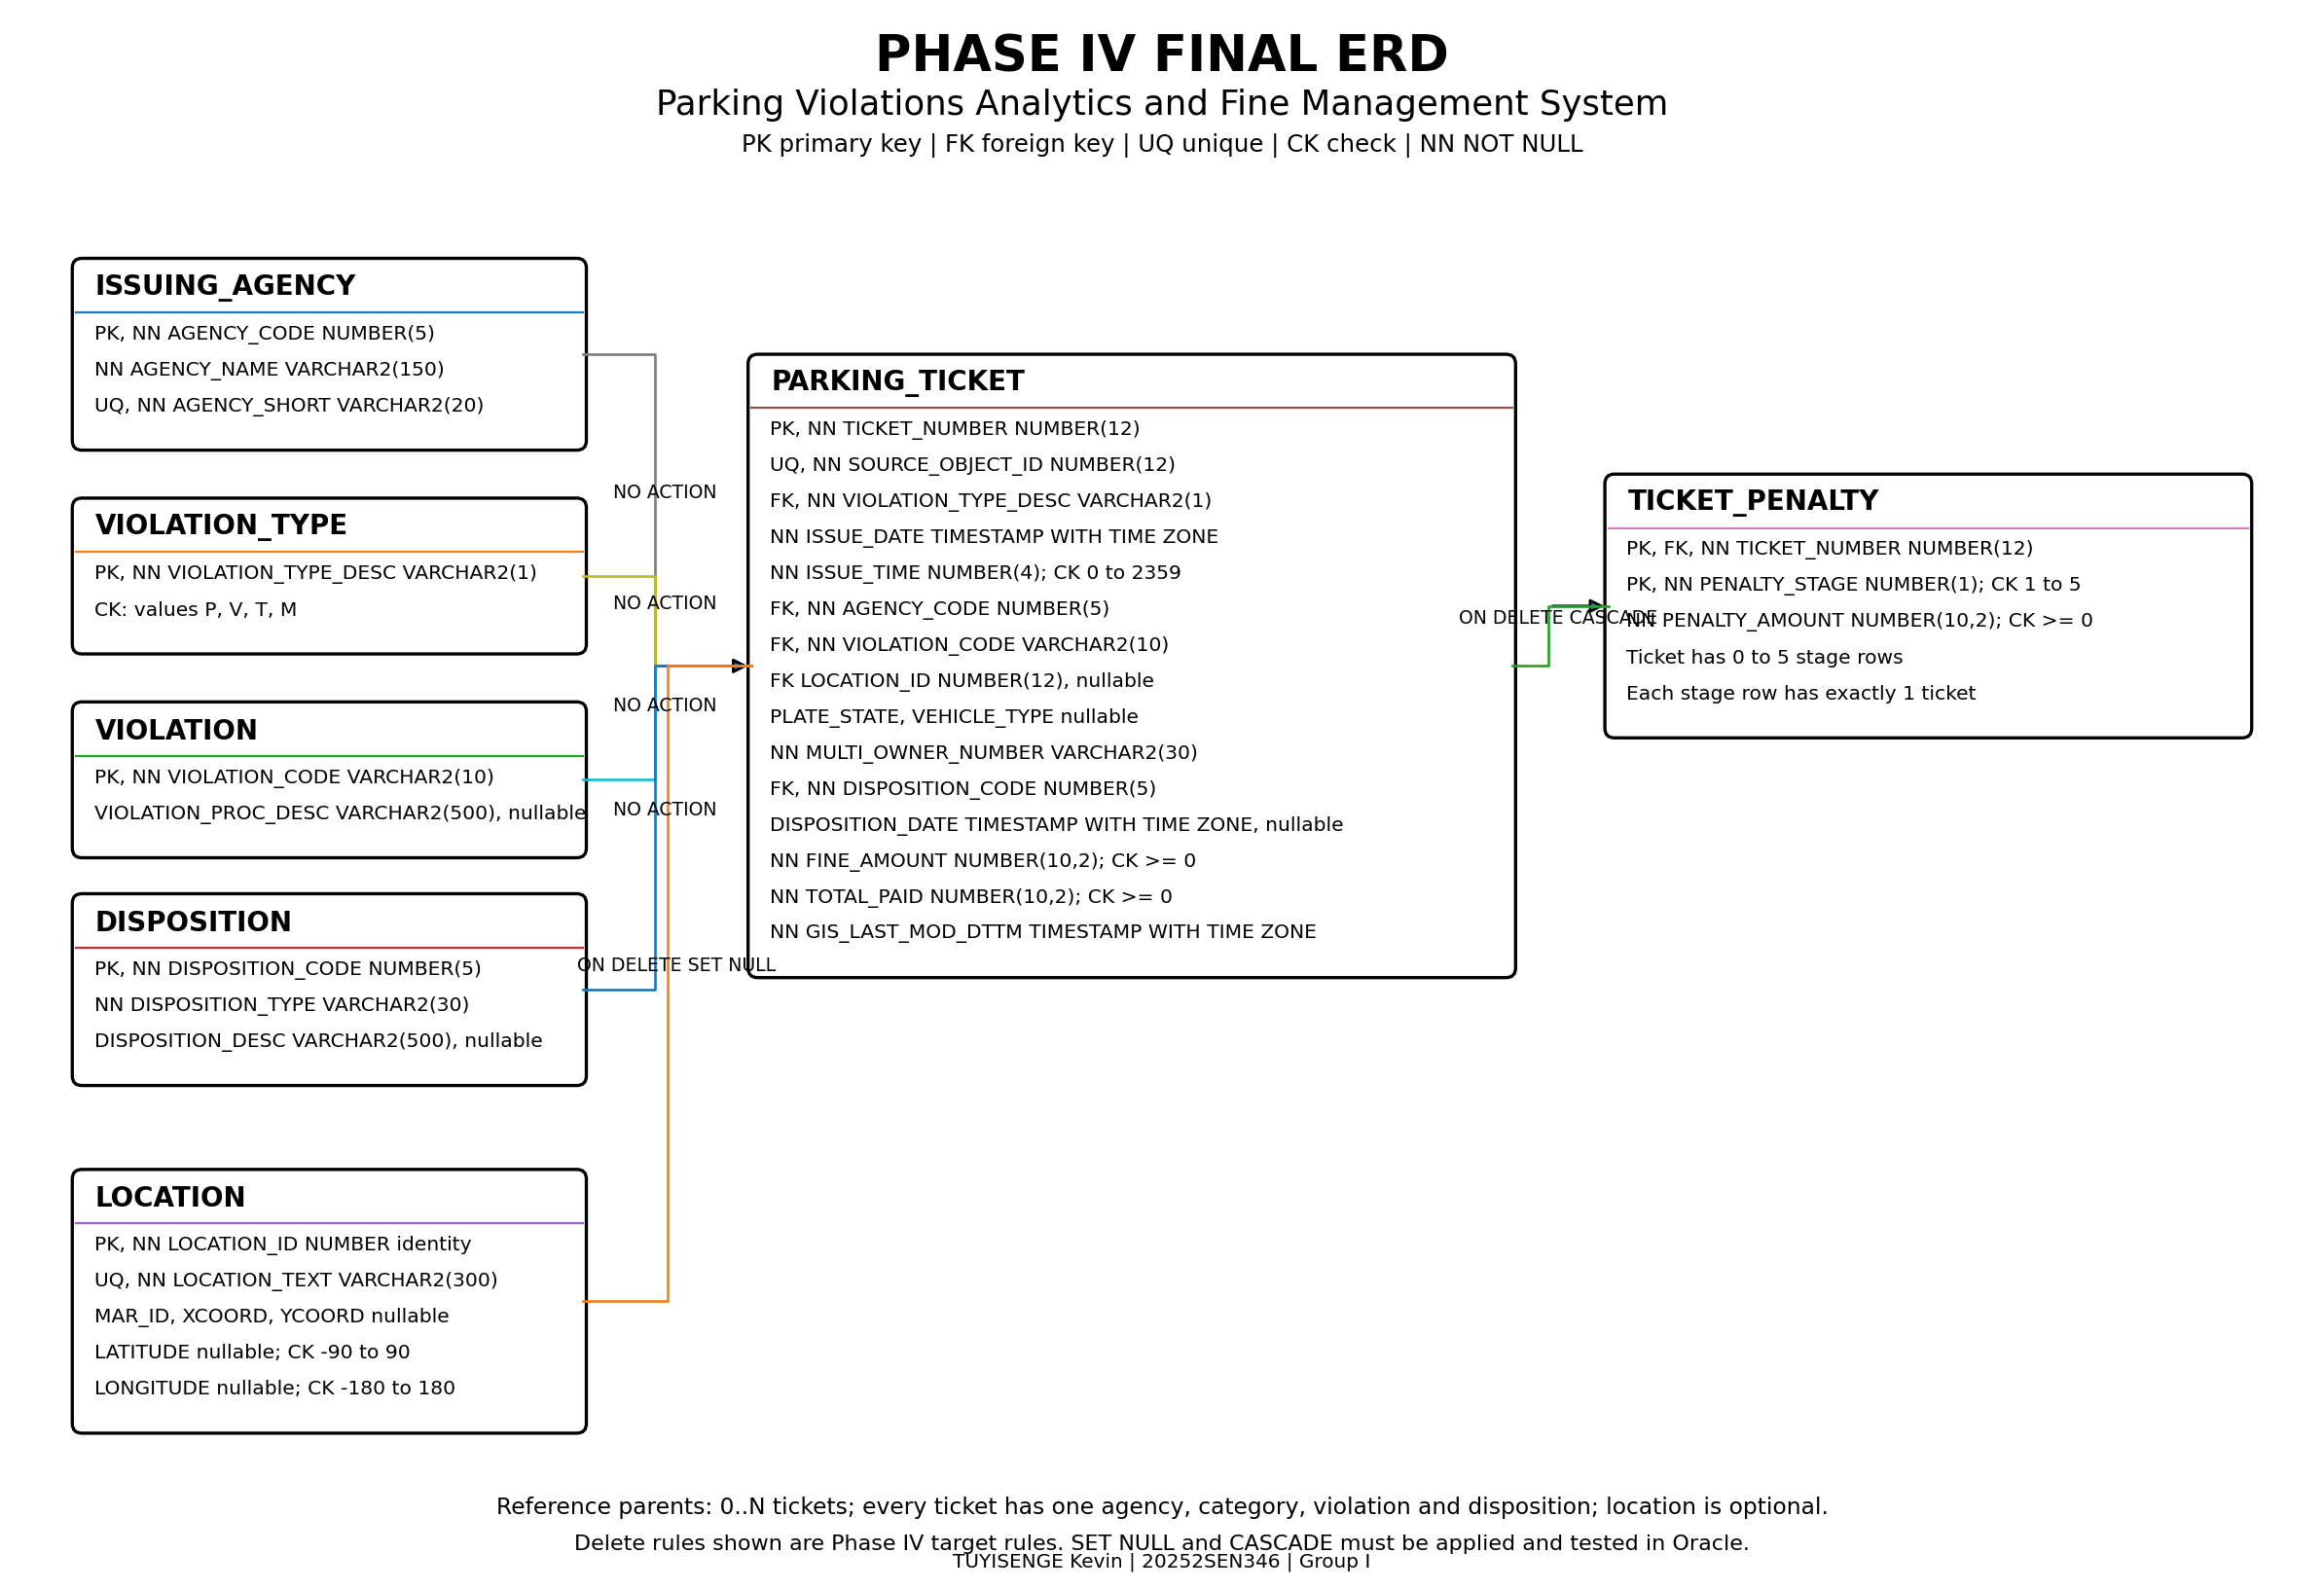 PHASE IV FINAL ERD
Parking Violations Analytics and Fine Management System
PK primary key | FK foreign key | UQ unique | CK check | NN NOT NULL
ISSUING_AGENCY
PK, NN AGENCY_CODE NUMBER(5)
NN AGENCY_NAME VARCHAR2(150)
UQ, NN AGENCY_SHORT VARCHAR2(20)
VIOLATION_TYPE
PK, NN VIOLATION_TYPE_DESC VARCHAR2(1)
CK: values P, V, T, M
VIOLATION
PK, NN VIOLATION_CODE VARCHAR2(10)
VIOLATION_PROC_DESC VARCHAR2(500), nullable
DISPOSITION
PK, NN DISPOSITION_CODE NUMBER(5)
NN DISPOSITION_TYPE VARCHAR2(30)
DISPOSITION_DESC VARCHAR2(500), nullable
LOCATION
PK, NN LOCATION_ID NUMBER identity
UQ, NN LOCATION_TEXT VARCHAR2(300)
MAR_ID, XCOORD, YCOORD nullable
LATITUDE nullable; CK -90 to 90
LONGITUDE nullable; CK -180 to 180
NO ACTION
NO ACTION
NO ACTION
NO ACTION
ON DELETE SET NULL
PARKING_TICKET
PK, NN TICKET_NUMBER NUMBER(12)
UQ, NN SOURCE_OBJECT_ID NUMBER(12)
FK, NN VIOLATION_TYPE_DESC VARCHAR2(1)
NN ISSUE_DATE TIMESTAMP WITH TIME ZONE
NN ISSUE_TIME NUMBER(4); CK 0 to 2359
FK, NN AGENCY_CODE NUMBER(5)
FK, NN VIOLATION_CODE VARCHAR2(10)
FK LOCATION_ID NUMBER(12), nullable
PLATE_STATE, VEHICLE_TYPE nullable
NN MULTI_OWNER_NUMBER VARCHAR2(30)
FK, NN DISPOSITION_CODE NUMBER(5)
DISPOSITION_DATE TIMESTAMP WITH TIME ZONE, nullable
NN FINE_AMOUNT NUMBER(10,2); CK >= 0
NN TOTAL_PAID NUMBER(10,2); CK >= 0
NN GIS_LAST_MOD_DTTM TIMESTAMP WITH TIME ZONE
ON DELETE CASCADE
TICKET_PENALTY
PK, FK, NN TICKET_NUMBER NUMBER(12)
PK, NN PENALTY_STAGE NUMBER(1); CK 1 to 5
NN PENALTY_AMOUNT NUMBER(10,2); CK >= 0
Ticket has 0 to 5 stage rows
Each stage row has exactly 1 ticket
Reference parents: 0..N tickets; every ticket has one agency, category, violation and disposition; location is optional.
Delete rules shown are Phase IV target rules. SET NULL and CASCADE must be applied and tested in Oracle.
TUYISENGE Kevin | 20252SEN346 | Group I